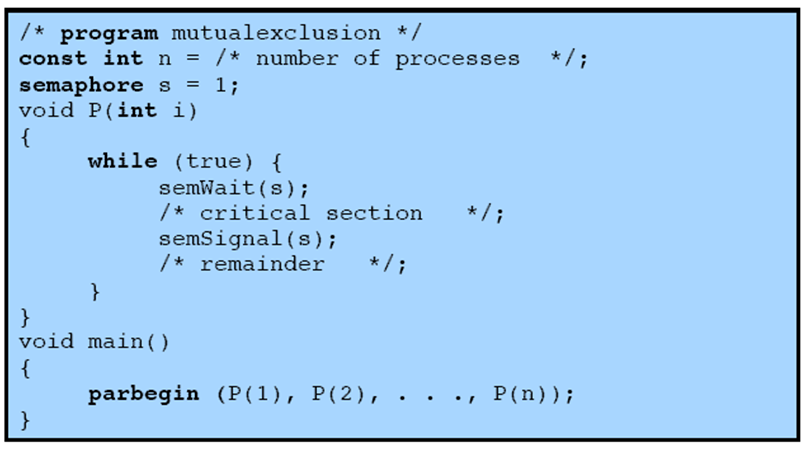 /* program mutualexclusion */
const int n = /* number of processes */;
semaphore s = 1;
void P(int i)
{
while (true) {
semWait(s);
/* critical section */;
semSignal(s);
/* remainder */;
}
}
void main()
{
parbegin (P(1), P(2), . . ., P(n));
}